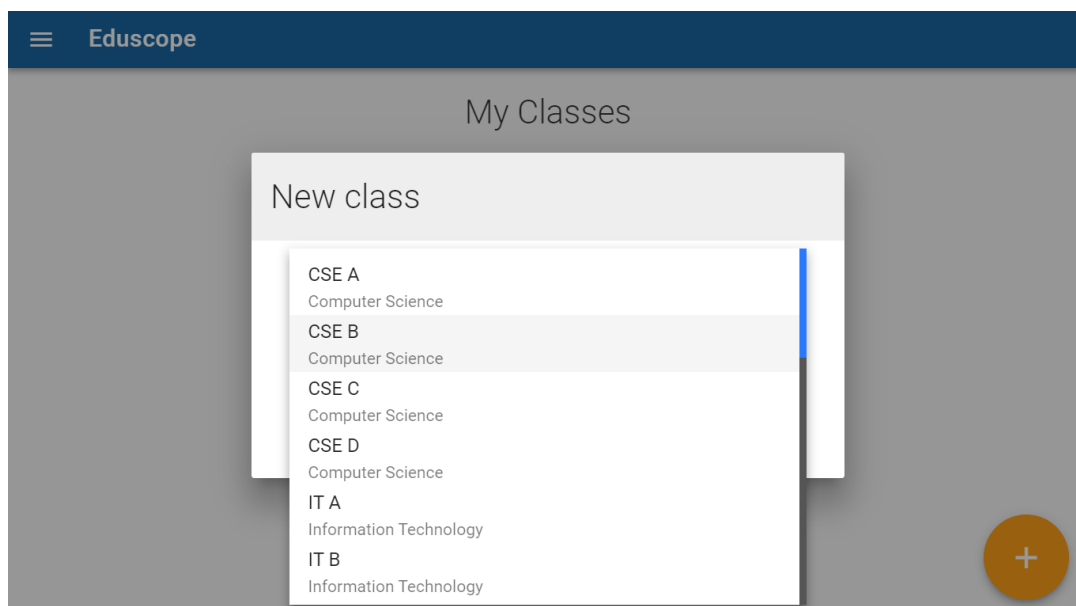 Eduscope
My Classes
New class
CSE A
Computer Science
CSE B
Computer Science
CSE C
Computer Science
CSE D
Computer Science
IT A
Information Technology
IT B
Information Technology
+